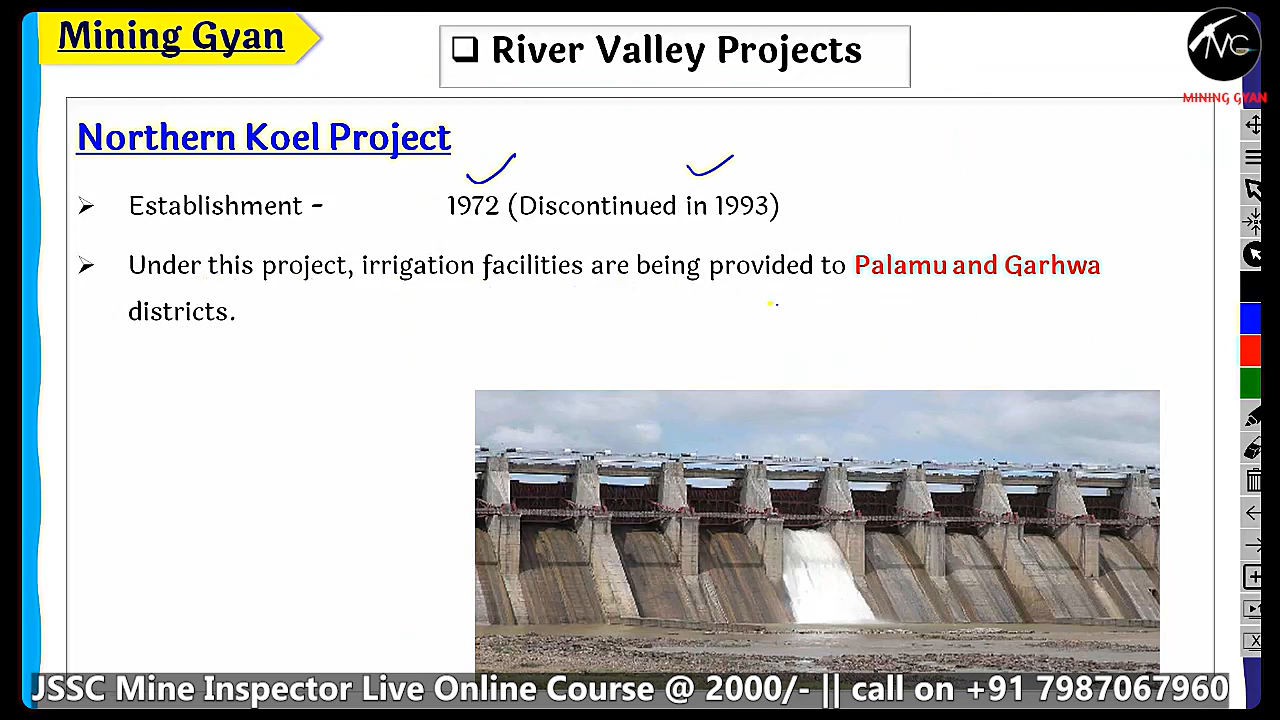 Mining Gyan
❑ River Valley Projects
MINING GYAN
Northern Koel Project
➢ Establishment - 1972 (Discontinued in 1993)
➢ Under this project, irrigation facilities are being provided to Palamu and Garhwa
districts.
JSSC Mine Inspector Live Online Course @ 2000/- || call on +91 7987067960